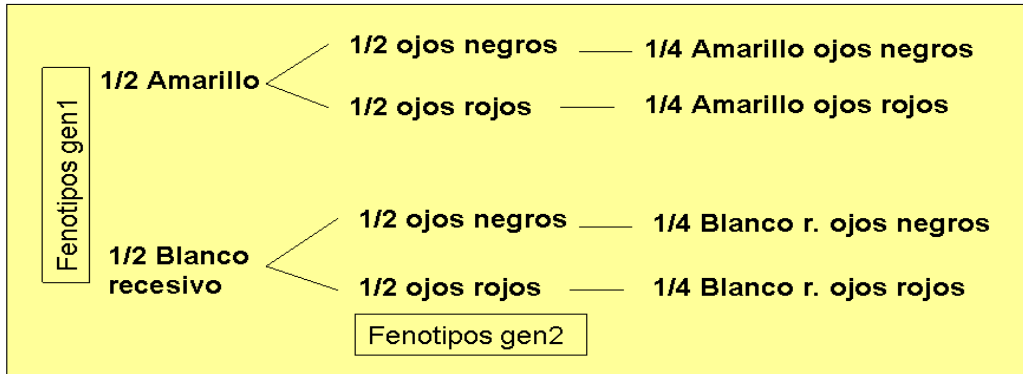 Fenotipos gen1
1/2 Amarillo
1/2 ojos negros
1/4 Amarillo ojos negros
1/2 ojos rojos
1/4 Amarillo ojos rojos
1/2 Blanco
recesivo
1/2 ojos negros
1/4 Blanco r. ojos negros
1/2 ojos rojos
1/4 Blanco r. ojos rojos
Fenotipos gen2